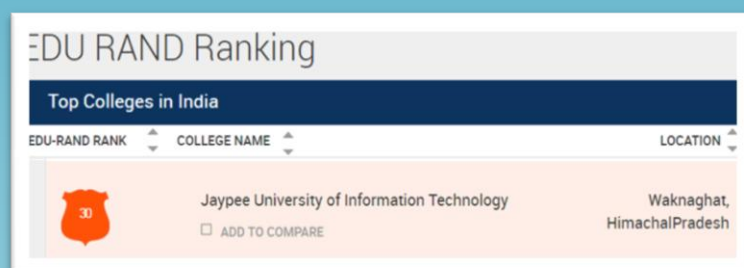 EDU RAND Ranking
Top Colleges in India
EDU-RAND RANK COLLEGE NAME LOCATION
30 Jaypee University of Information Technology Waknaghat,
ADD TO COMPARE HimachalPradesh